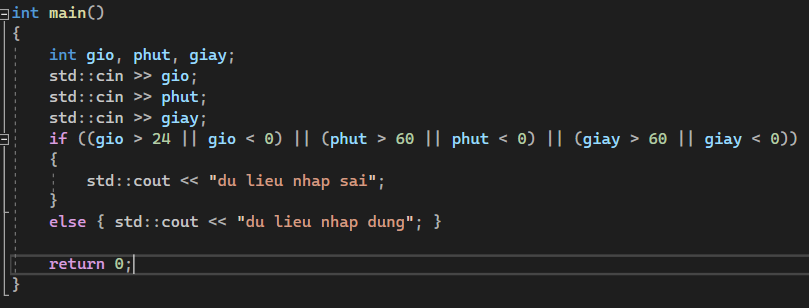 int main()
{
int gio, phut, giay;
std::cin >> gio;
std::cin >> phut;
std::cin >> giay;
if ((gio > 24 || gio < 0) || (phut > 60 || phut < 0) || (giay > 60 || giay < 0))
{
std::cout << "du lieu nhap sai";
}
else { std::cout << "du lieu nhap dung"; }
return 0;
}